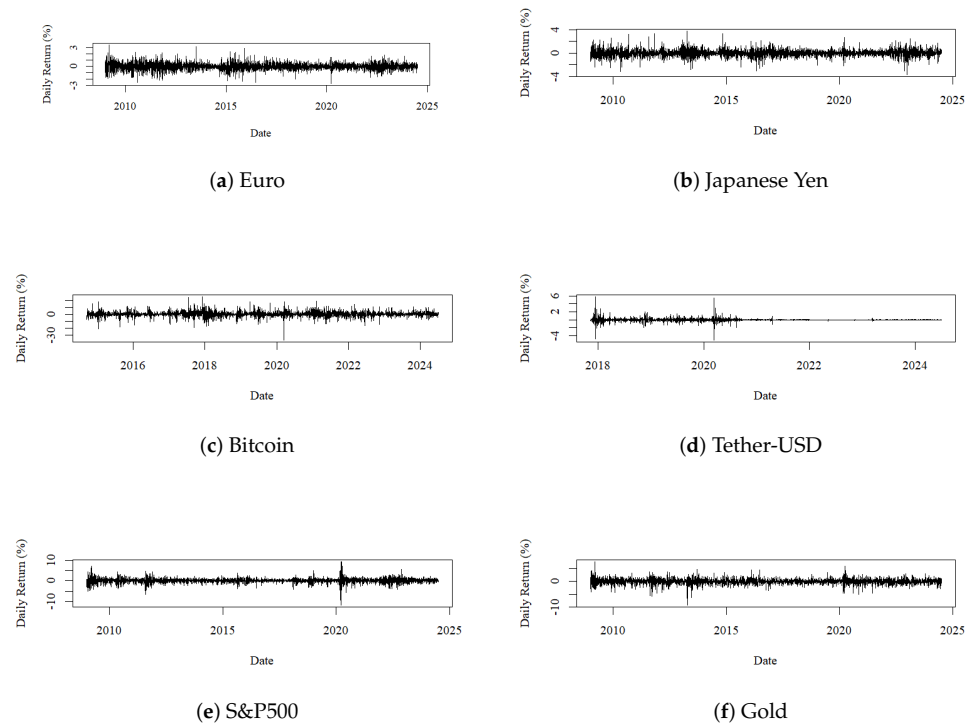 Daily Return (%)
3
0
-3
2010 2015 2020 2025
Date
(a) Euro
Daily Return (%)
4
0
-4
2010 2015 2020 2025
Date
(b) Japanese Yen
Daily Return (%)
0
-30
2016 2018 2020 2022 2024
Date
(c) Bitcoin
Daily Return (%)
6
2
-4
2018 2020 2022 2024
Date
(d) Tether-USD
Daily Return (%)
10
0
-10
2010 2015 2020 2025
Date
(e) S&P500
Daily Return (%)
0
-10
2010 2015 2020 2025
Date
(f) Gold